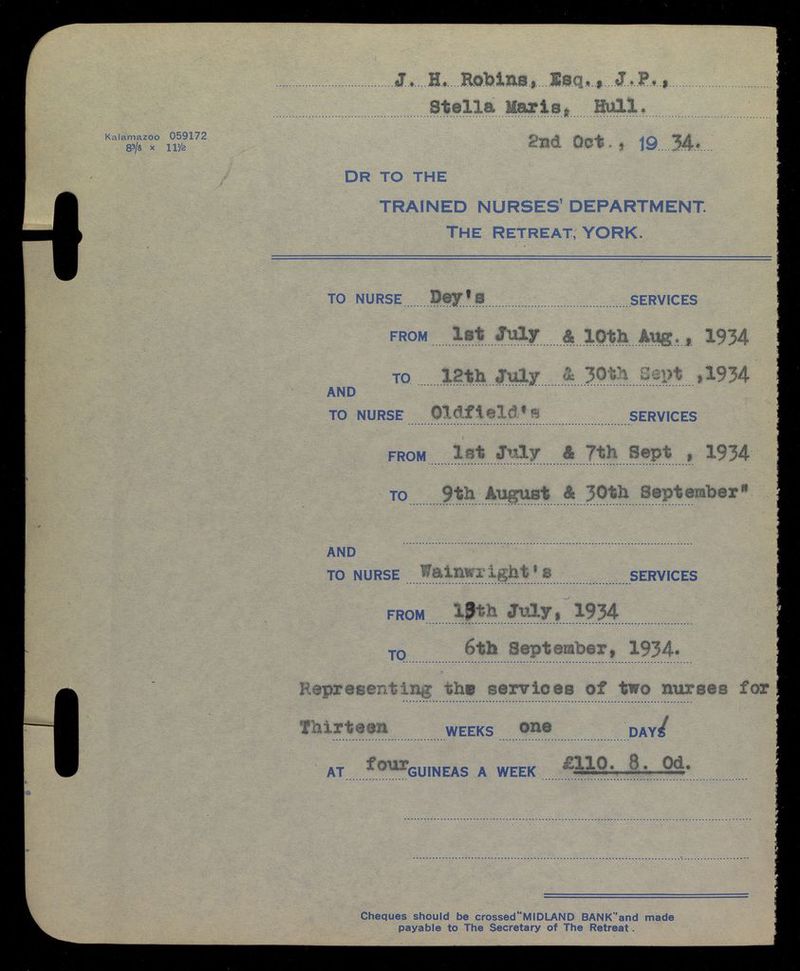 J. H. Robins, Esq., J.P.,
Stella Maris, Hull.
Kalamazoo 059172
8⅜ × 11½
2nd Oct., 19 34.
DR TO THE
TRAINED NURSES' DEPARTMENT.
THE RETREAT, YORK.
TO NURSE Dey's SERVICES
FROM 1st July & 10th Aug., 1934
TO 12th July & 30th Sept ,1934
AND
TO NURSE Oldfield's SERVICES
FROM 1st July & 7th Sept , 1934
TO 9th August & 30th September"
AND
TO NURSE Wainwright's SERVICES
FROM 13th July, 1934
TO 6th September, 1934.
Representing the services of two nurses for
Thirteen WEEKS one DAYS
AT four GUINEAS A WEEK £110. 8. 0d.
Cheques should be crossed "MIDLAND BANK" and made
payable to The Secretary of The Retreat.